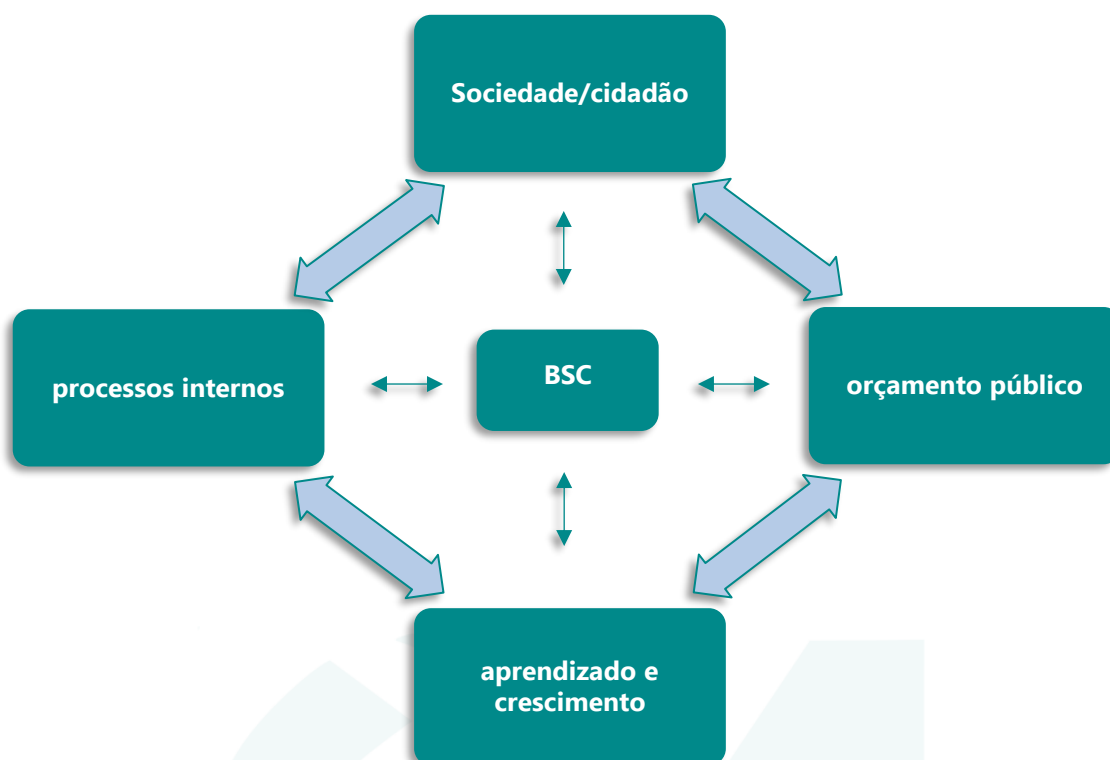 Sociedade/cidadão
processos internos
BSC
orçamento público
aprendizado e
crescimento